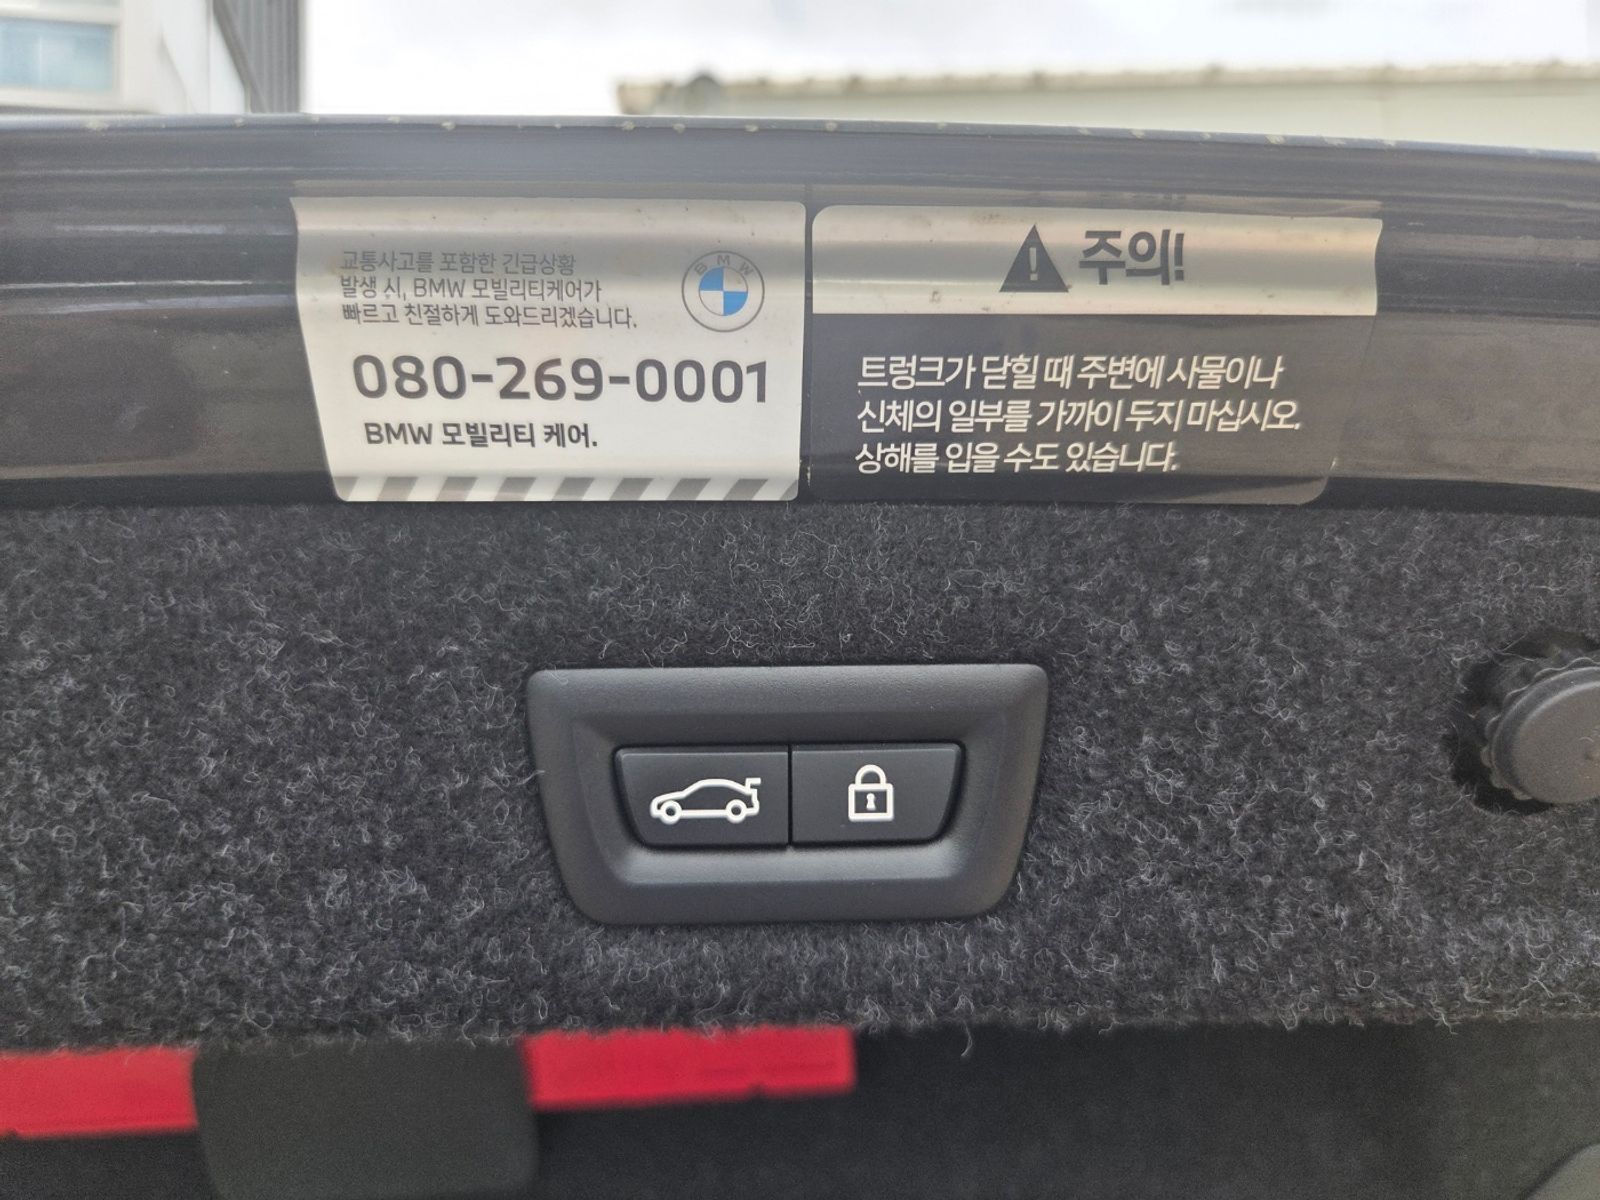 교통사고를 포함한 긴급상황
발생 시, BMW 모빌리티케어가
빠르고 친절하게 도와드리겠습니다.
BMW
080-269-0001
BMW 모빌리티 케어.
주의!
트렁크가 닫힐 때 주변에 사물이나
신체의 일부를 가까이 두지 마십시오.
상해를 입을 수도 있습니다.